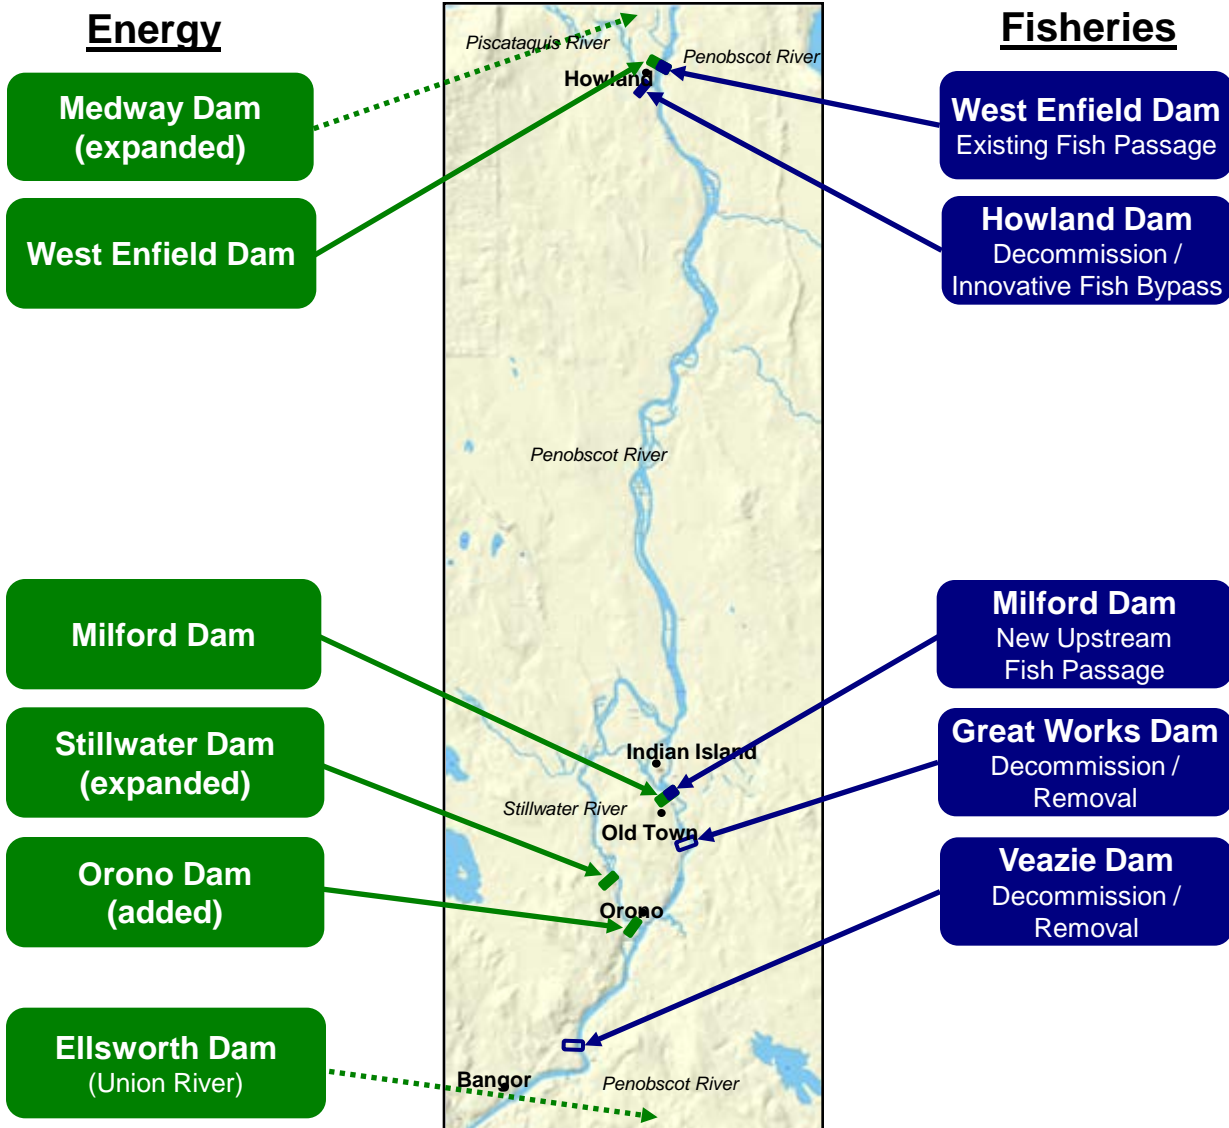 Energy
Medway Dam
(expanded)
West Enfield Dam
Milford Dam
Stillwater Dam
(expanded)
Orono Dam
(added)
Ellsworth Dam
(Union River)
Piscataquis River
Penobscot River
Howland
Penobscot River
Indian Island
Stillwater River
Old Town
Orono
Bangor
Penobscot River
Fisheries
West Enfield Dam
Existing Fish Passage
Howland Dam
Decommission /
Innovative Fish Bypass
Milford Dam
New Upstream
Fish Passage
Great Works Dam
Decommission /
Removal
Veazie Dam
Decommission /
Removal